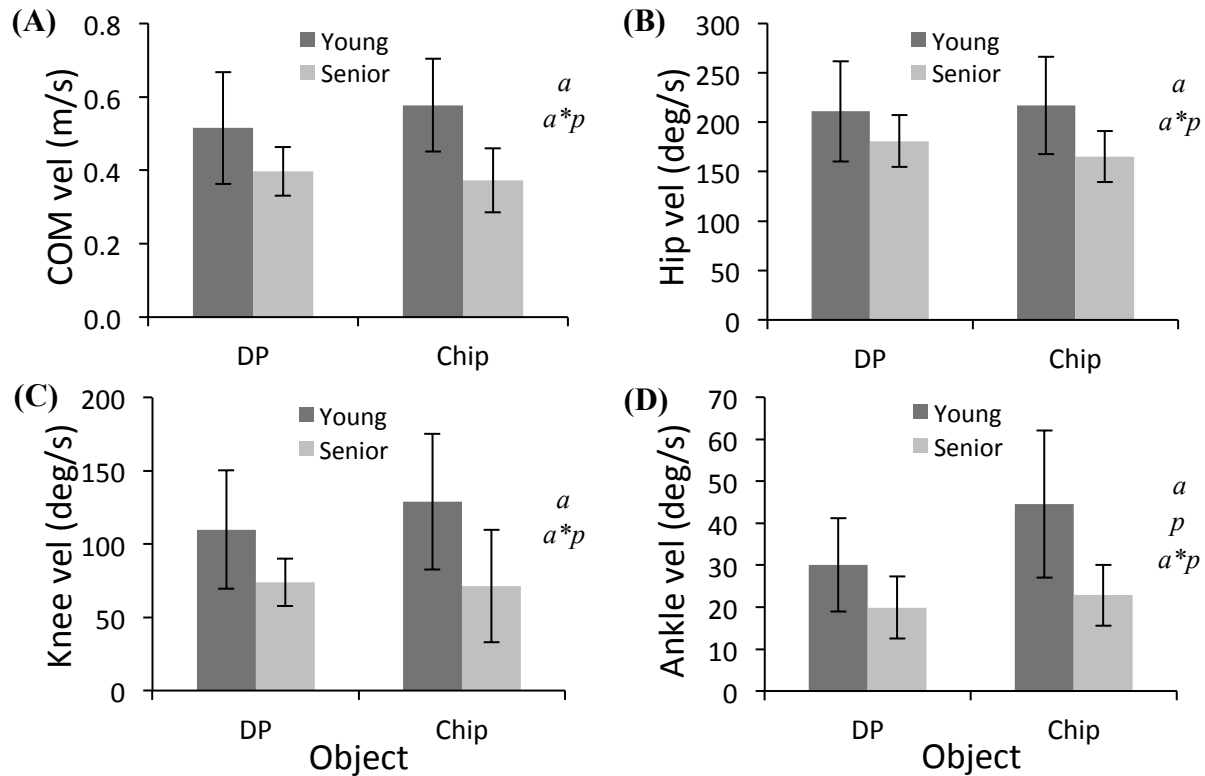 (A)
COM vel (m/s)
0.8
0.6
0.4
0.2
0.0
Young
Senior
a
a*p
DP
Chip
(B)
Hip vel (deg/s)
300
250
200
150
100
50
0
Young
Senior
a
a*p
DP
Chip
(C)
Knee vel (deg/s)
200
150
100
50
0
Young
Senior
a
a*p
DP
Chip
Object
(D)
Ankle vel (deg/s)
70
60
50
40
30
20
10
0
Young
Senior
a
p
a*p
DP
Chip
Object